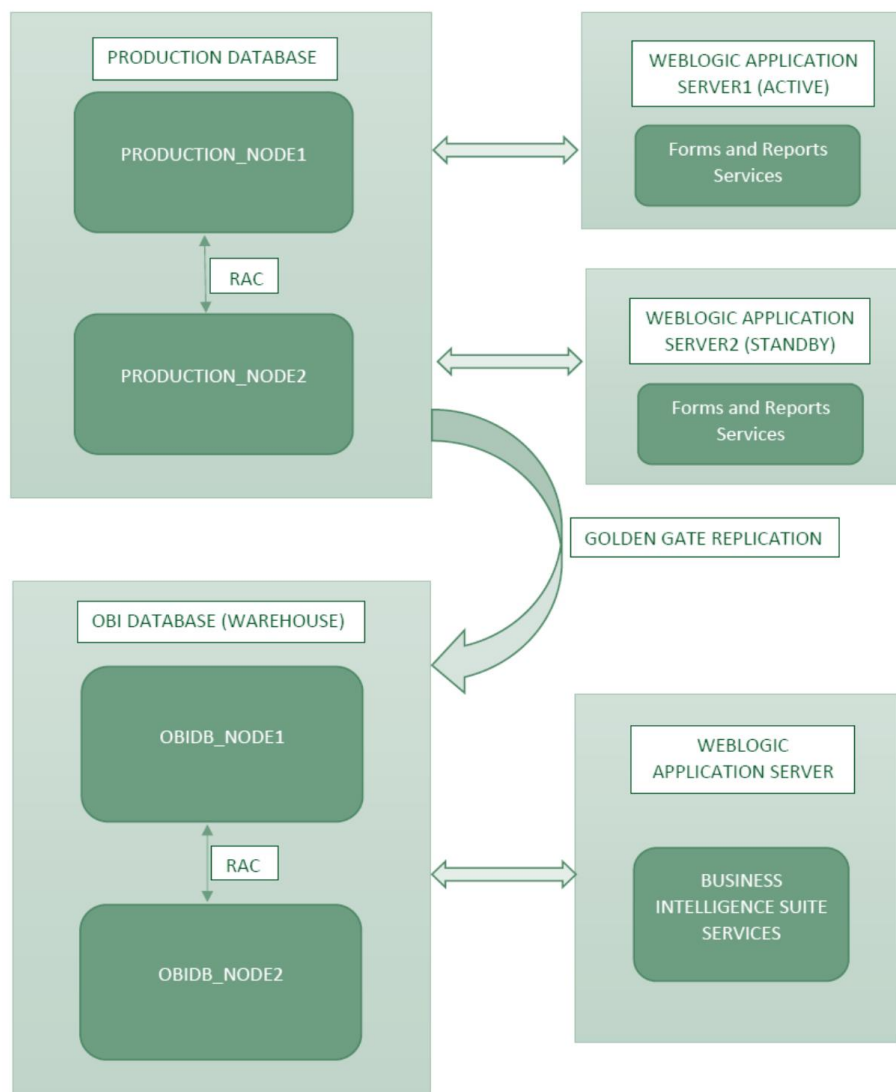 PRODUCTION DATABASE
PRODUCTION_NODE1
RAC
PRODUCTION_NODE2
WEBLOGIC APPLICATION
SERVER1 (ACTIVE)
Forms and Reports
Services
WEBLOGIC APPLICATION
SERVER2 (STANDBY)
Forms and Reports
Services
GOLDEN GATE REPLICATION
OBI DATABASE (WAREHOUSE)
OBIDB_NODE1
RAC
OBIDB_NODE2
WEBLOGIC
APPLICATION SERVER
BUSINESS
INTELLIGENCE SUITE
SERVICES